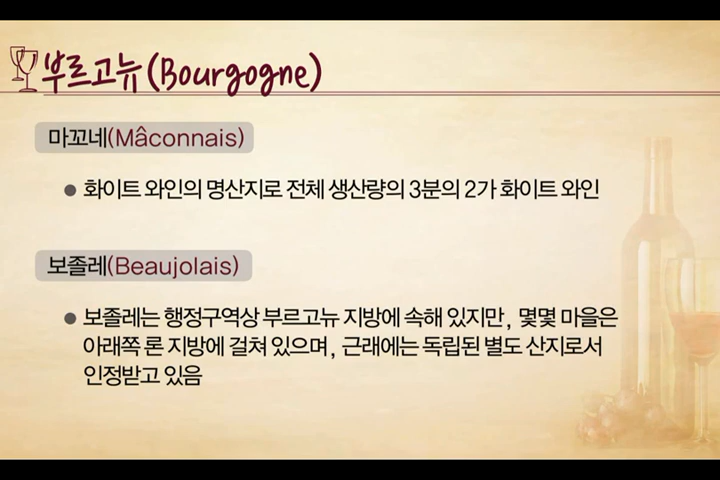 부르고뉴(Bourgogne)
마꼬네(Mâconnais)
화이트 와인의 명산지로 전체 생산량의 3분의 2가 화이트 와인
보졸레(Beaujolais)
보졸레는 행정구역상 부르고뉴 지방에 속해 있지만, 몇몇 마을은
아래쪽 론 지방에 걸쳐 있으며, 근래에는 독립된 별도 산지로서
인정받고 있음